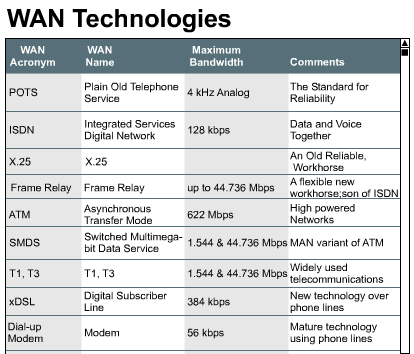 WAN Technologies
WAN Acronym WAN Name Maximum Bandwidth Comments
POTS Plain Old Telephone Service 4 kHz Analog The Standard for Reliability
ISDN Integrated Services Digital Network 128 kbps Data and Voice Together
X.25 X.25 An Old Reliable, Workhorse
Frame Relay Frame Relay up to 44.736 Mbps A flexible new workhorse;son of ISDN
ATM Asynchronous Transfer Mode 622 Mbps High powered Networks
SMDS Switched Multimega-bit Data Service 1.544 & 44.736 Mbps MAN variant of ATM
T1, T3 T1, T3 1.544 & 44.736 Mbps Widely used telecommunications
xDSL Digital Subscriber Line 384 kbps New technology over phone lines
Dial-up Modem Modem 56 kbps Mature technology using phone lines